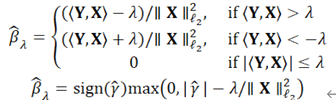 β̂_λ = { (⟨Y,X⟩ − λ)/∥ X ∥²_{ℓ₂}, if ⟨Y,X⟩ > λ
(⟨Y,X⟩ + λ)/∥ X ∥²_{ℓ₂}, if ⟨Y,X⟩ < −λ
0 if |⟨Y,X⟩| ≤ λ
β̂_λ = sign(γ̂)max(0,| γ̂ | − λ/∥ X ∥²_{ℓ₂}) ↵